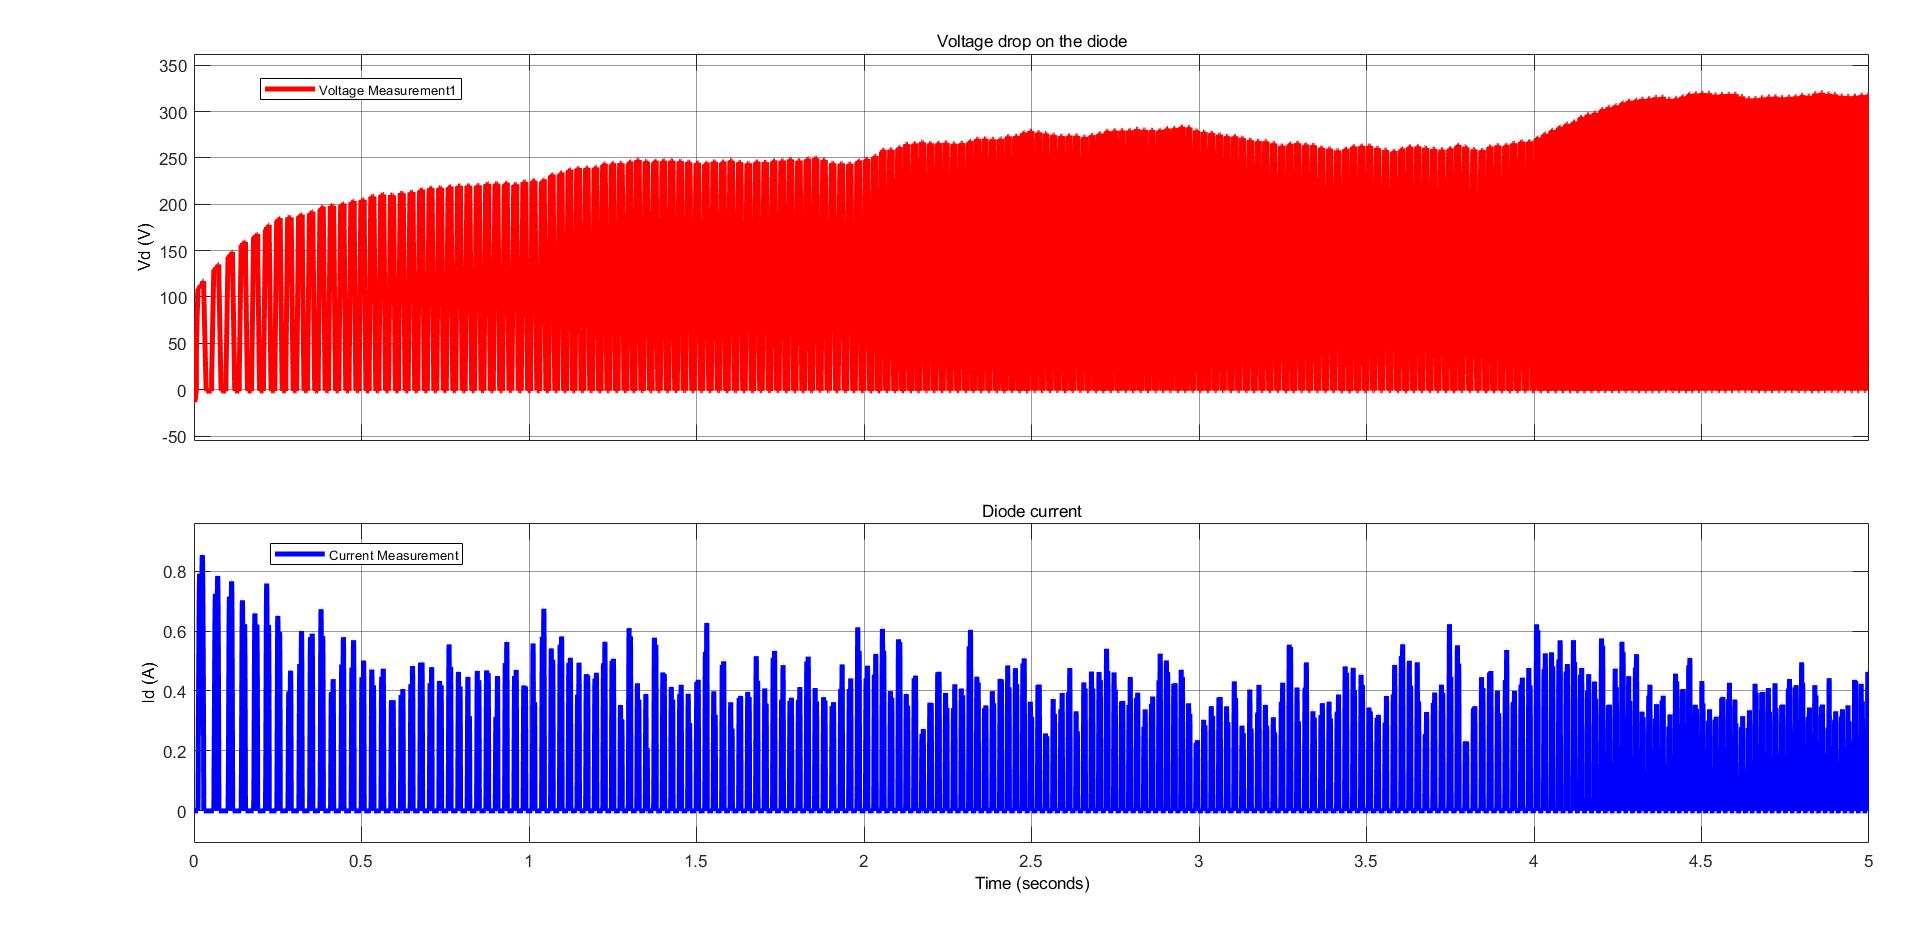 Voltage drop on the diode
Voltage Measurement1
Vd (V)
350
300
250
200
150
100
50
0
-50
Diode current
Current Measurement
Id (A)
0.8
0.6
0.4
0.2
0
0 0.5 1 1.5 2 2.5 3 3.5 4 4.5 5
Time (seconds)